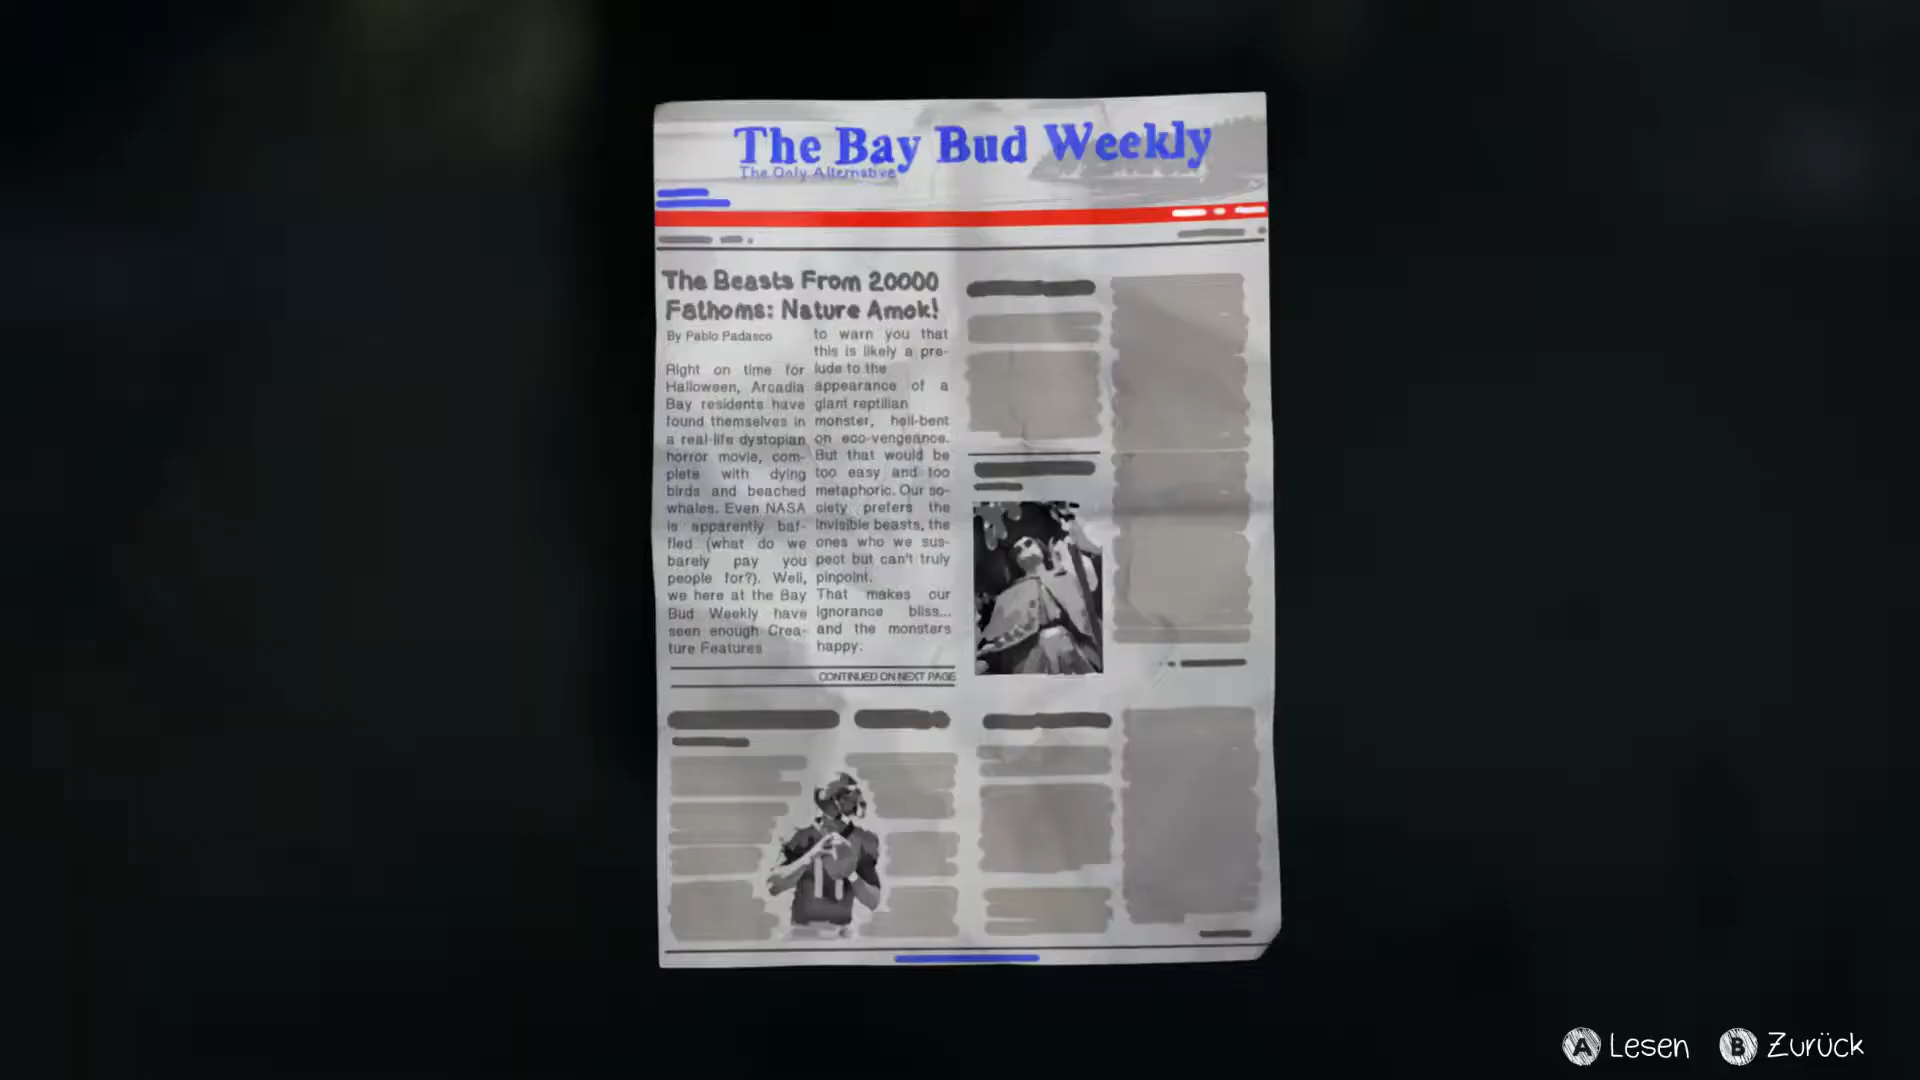 The Bay Bud Weekly
The Only Alternative
The Beasts From 20000
Fathoms: Nature Amok!
By Pablo Padasco
Right on time for
Halloween, Arcadia
Bay residents have
found themselves in
a real-life dystopian
horror movie, com-
plete with dying
birds and beached
whales. Even NASA
is apparently baf-
fled (what do we
barely pay you
people for?). Well,
we here at the Bay
Bud Weekly have
seen enough Crea-
ture Features
to warn you that
this is likely a pre-
lude to the
appearance of a
giant reptilian
monster, hell-bent
on eco-vengeance.
But that would be
too easy and too
metaphoric. Our so-
ciety prefers the
invisible beasts, the
ones who we sus-
pect but can't truly
pinpoint.
That makes our
ignorance bliss...
and the monsters
happy.
CONTINUED ON NEXT PAGE
A Lesen B Zurück